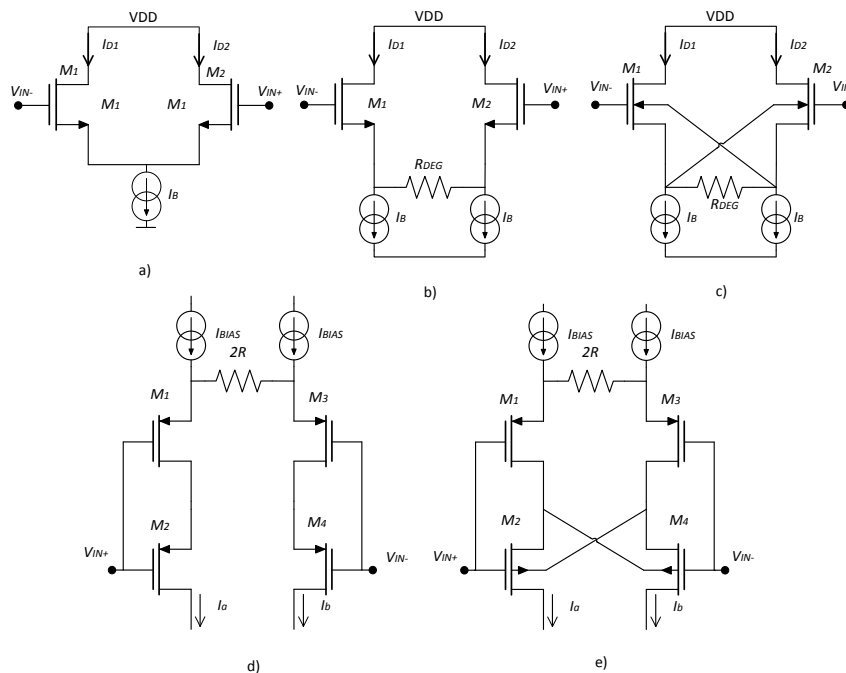 VDD
ID1
ID2
M1
M2
VIN-
M1
M1
VIN+
IB
a)
VDD
ID1
ID2
VIN-
M1
M2
VIN+
RDEG
IB
IB
b)
VDD
ID1
ID2
M1
M2
VIN-
RDEG
IB
IB
c)
IBIAS
IBIAS
2R
M1
M3
M2
M4
VIN+
VIN-
Ia
Ib
d)
IBIAS
IBIAS
2R
M1
M3
M2
M4
VIN+
VIN-
Ia
Ib
e)